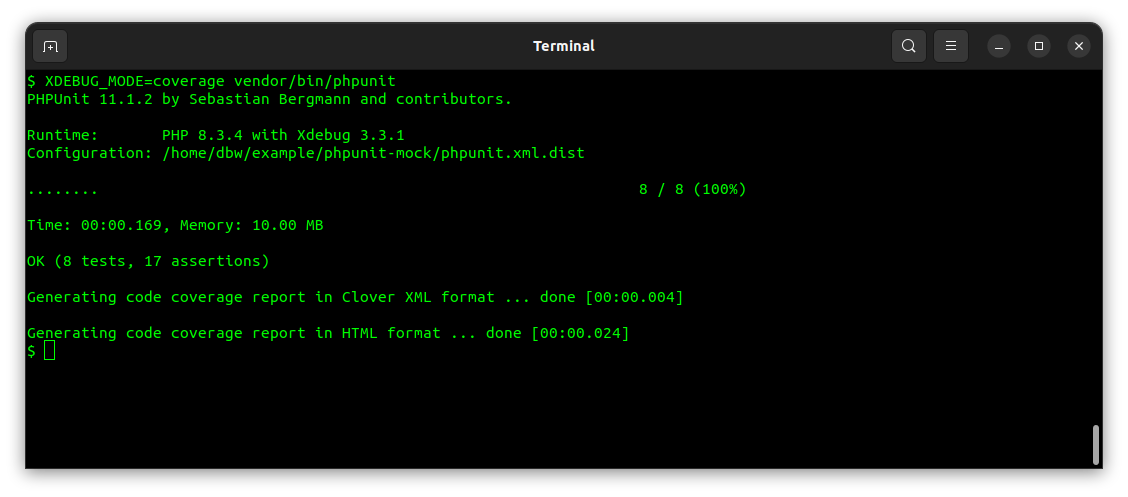 Terminal
$ XDEBUG_MODE=coverage vendor/bin/phpunit
PHPUnit 11.1.2 by Sebastian Bergmann and contributors.
Runtime:       PHP 8.3.4 with Xdebug 3.3.1
Configuration: /home/dbw/example/phpunit-mock/phpunit.xml.dist
........                                                            8 / 8 (100%)
Time: 00:00.169, Memory: 10.00 MB
OK (8 tests, 17 assertions)
Generating code coverage report in Clover XML format ... done [00:00.004]
Generating code coverage report in HTML format ... done [00:00.024]
$